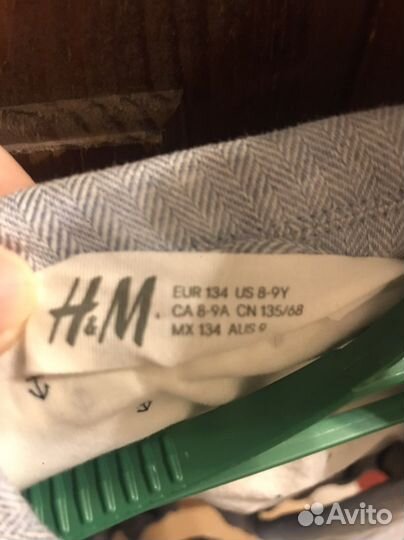 H&M
EUR 134 US 8-9Y
CA 8-9A CN 135/68
MX 134 AUS 9
Avito